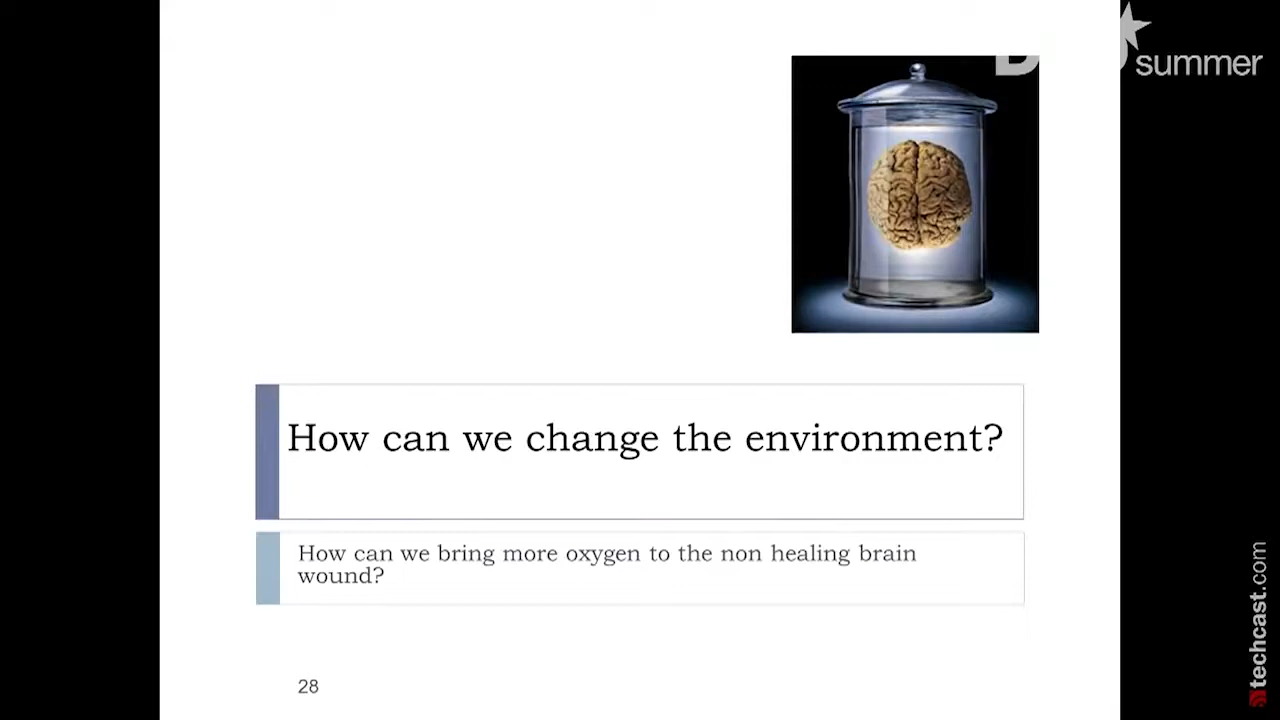 summer
How can we change the environment?
How can we bring more oxygen to the non healing brain
wound?
28
techcast.com